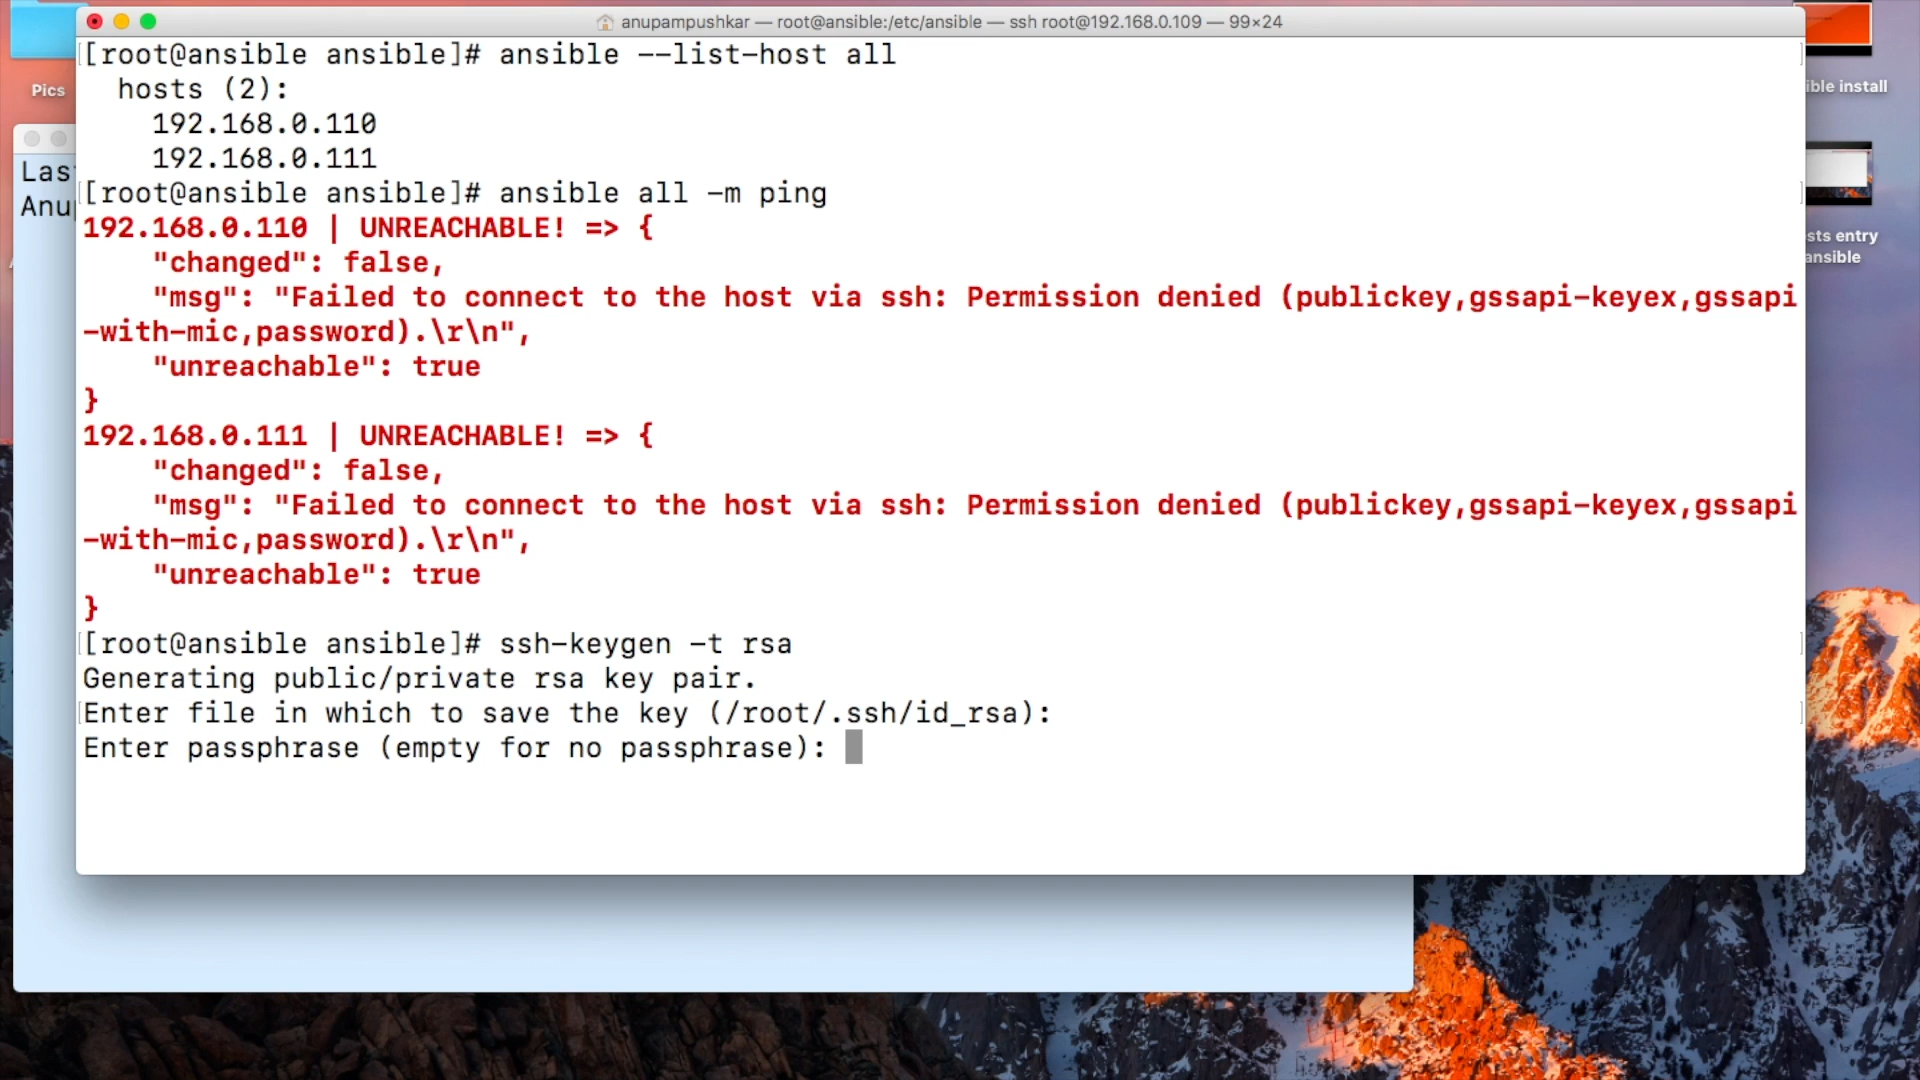 anupampushkar — root@ansible:/etc/ansible — ssh root@192.168.0.109 — 99×24
[root@ansible ansible]# ansible --list-host all
  hosts (2):
    192.168.0.110
    192.168.0.111
[root@ansible ansible]# ansible all -m ping
192.168.0.110 | UNREACHABLE! => {
    "changed": false,
    "msg": "Failed to connect to the host via ssh: Permission denied (publickey,gssapi-keyex,gssapi
-with-mic,password).\r\n",
    "unreachable": true
}
192.168.0.111 | UNREACHABLE! => {
    "changed": false,
    "msg": "Failed to connect to the host via ssh: Permission denied (publickey,gssapi-keyex,gssapi
-with-mic,password).\r\n",
    "unreachable": true
}
[root@ansible ansible]# ssh-keygen -t rsa
Generating public/private rsa key pair.
Enter file in which to save the key (/root/.ssh/id_rsa):
Enter passphrase (empty for no passphrase):
Pics
Las
Anu
ible install
sts entry
ansible